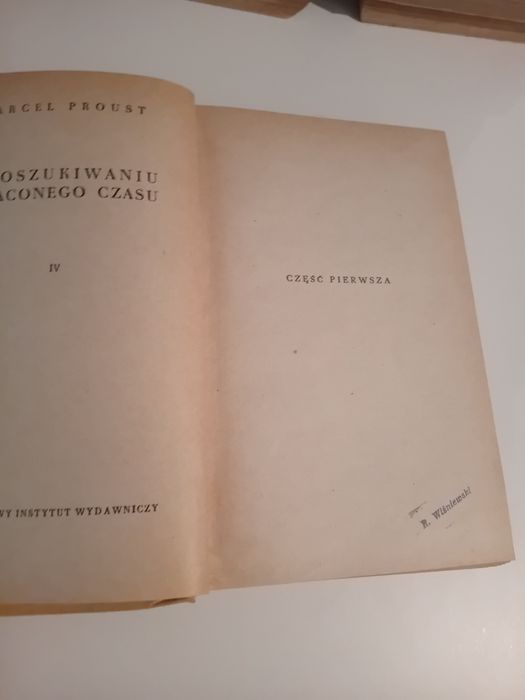 ARCEL PROUST
OSZUKIWANIU
ACONEGO CZASU
IV
WY INSTYTUT WYDAWNICZY
CZĘŚĆ PIERWSZA
R. Wiśniewski